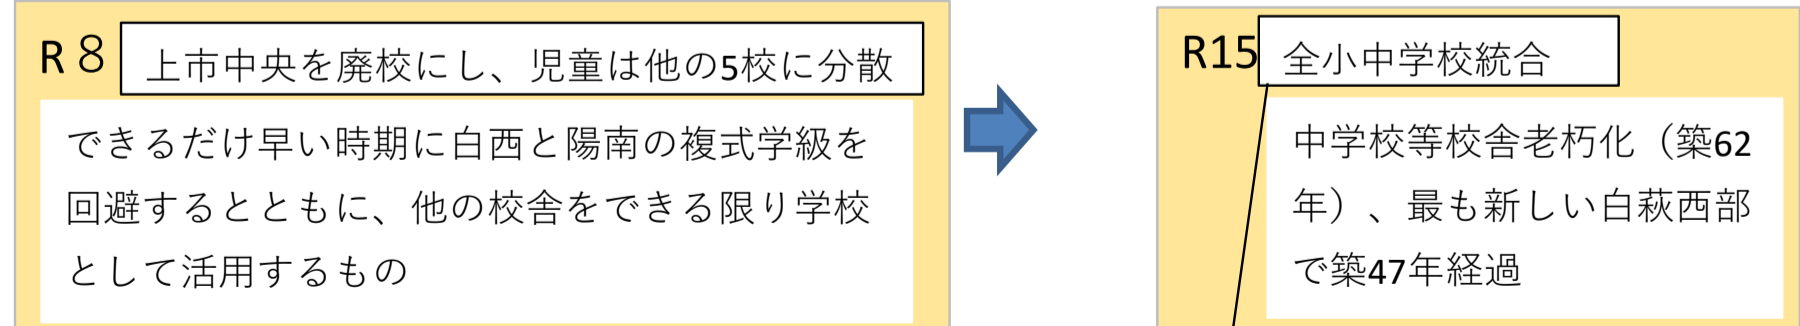 R８ 上市中央を廃校にし、児童は他の5校に分散
できるだけ早い時期に白西と陽南の複式学級を
回避するとともに、他の校舎をできる限り学校
として活用するもの
R15 全小中学校統合
中学校等校舎老朽化（築62
年）、最も新しい白萩西部
で築47年経過